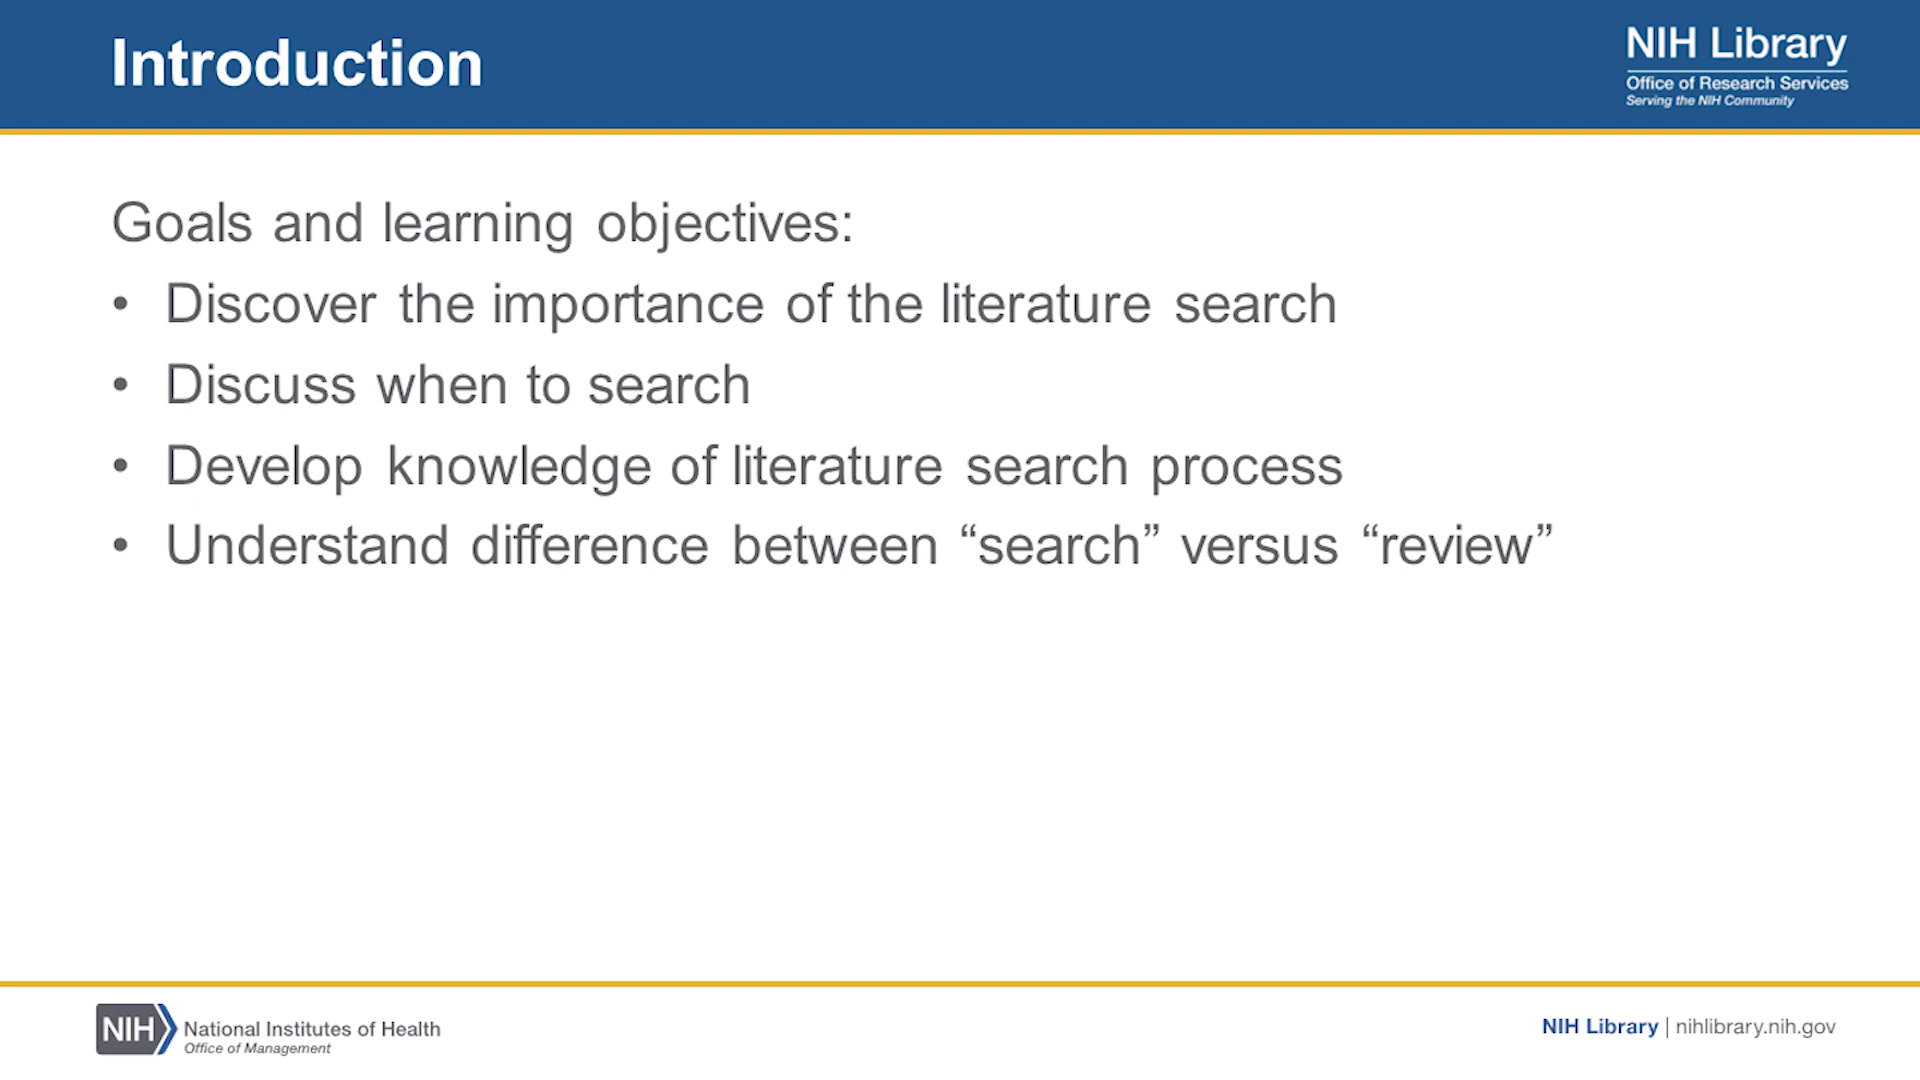 Introduction
NIH Library
Office of Research Services
Serving the NIH Community
Goals and learning objectives:
• Discover the importance of the literature search
• Discuss when to search
• Develop knowledge of literature search process
• Understand difference between “search” versus “review”
NIH National Institutes of Health
Office of Management
NIH Library | nihlibrary.nih.gov